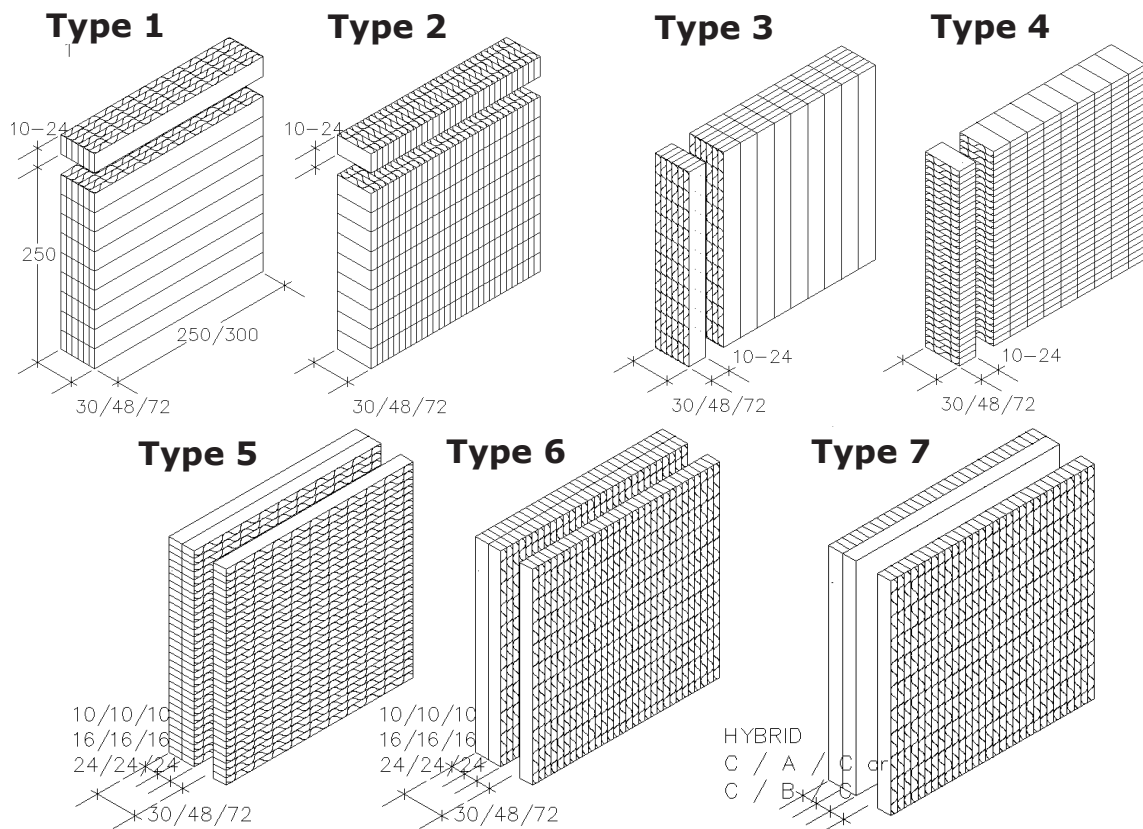 Type 1
Type 2
Type 3
Type 4
10-24
250
250/300
30/48/72
10-24
30/48/72
10-24
30/48/72
10-24
30/48/72
Type 5
Type 6
Type 7
10/10/10
16/16/16
24/24/24
30/48/72
10/10/10
16/16/16
24/24/24
30/48/72
HYBRID
C / A / C or
C / B / C